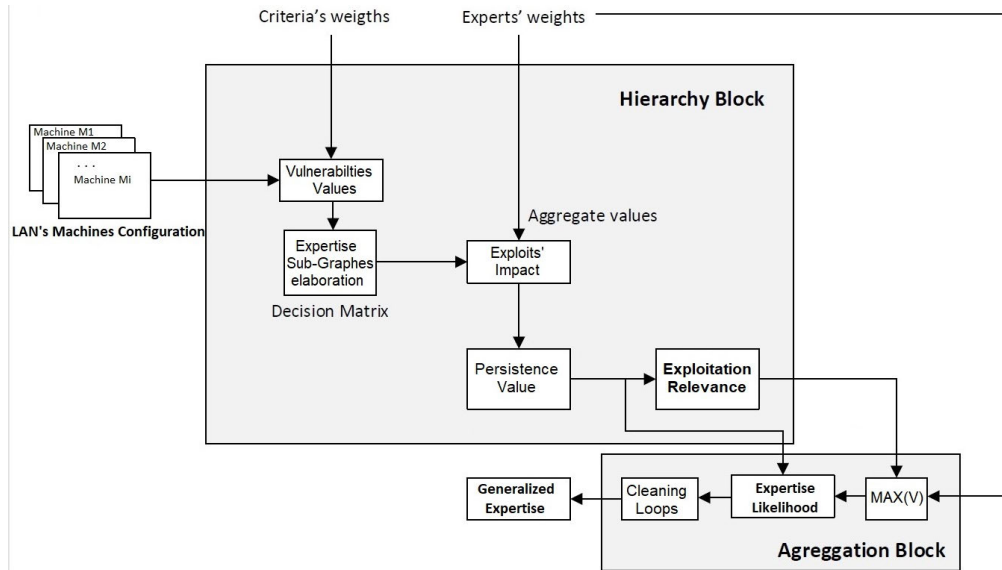 Criteria's weigths
Experts' weights
Hierarchy Block
Machine M1
Machine M2
. . .
Machine Mi
LAN's Machines Configuration
Vulnerabilties
Values
Aggregate values
Expertise
Sub-Graphes
elaboration
Exploits'
Impact
Decision Matrix
Persistence
Value
Exploitation
Relevance
Generalized
Expertise
Cleaning
Loops
Expertise
Likelihood
MAX(V)
Agreggation Block